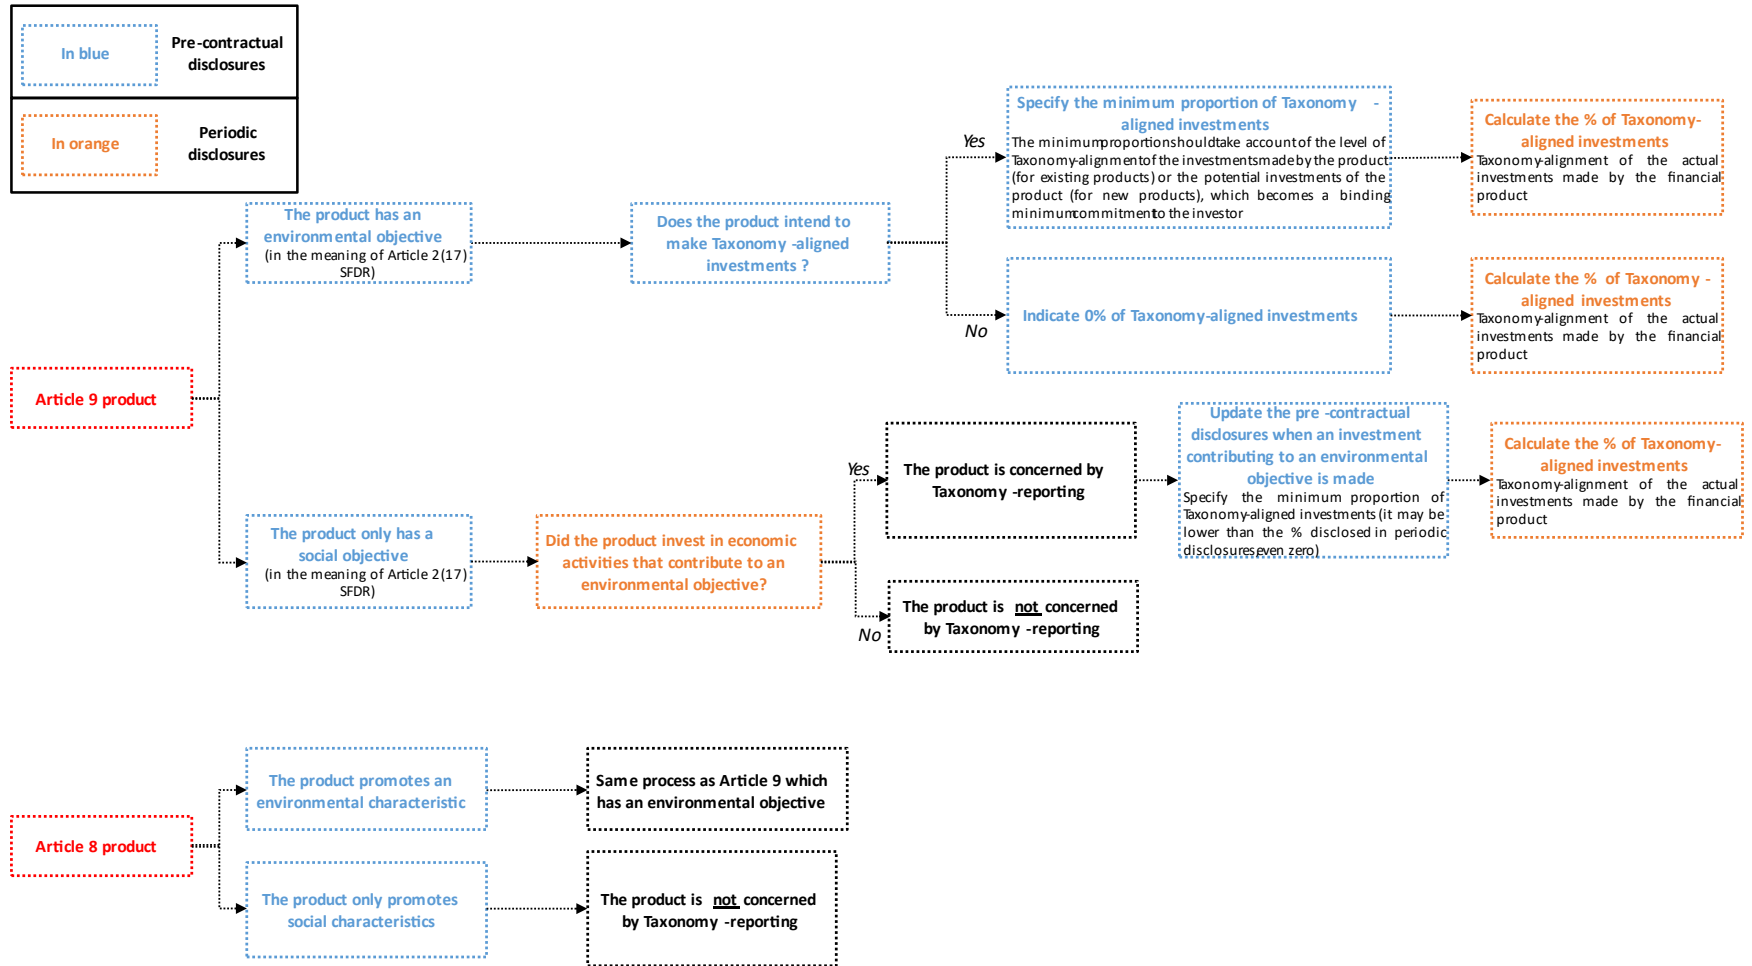 In blue
Pre-contractual
disclosures
In orange
Periodic
disclosures
Article 9 product
The product has an
environmental objective
(in the meaning of Article 2(17)
SFDR)
Does the product intend to
make Taxonomy -aligned
investments ?
Yes
Specify the minimum proportion of Taxonomy -
aligned investments
The minimum proportion should take account of the level of
Taxonomy-alignment of the investments made by the product
(for existing products) or the potential investments of the
product (for new products), which becomes a binding
minimum commitment to the investor
Calculate the % of Taxonomy-
aligned investments
Taxonomy-alignment of the actual
investments made by the financial
product
No
Indicate 0% of Taxonomy-aligned investments
Calculate the % of Taxonomy -
aligned investments
Taxonomy-alignment of the actual
investments made by the financial
product
The product only has a
social objective
(in the meaning of Article 2(17)
SFDR)
Did the product invest in economic
activities that contribute to an
environmental objective?
Yes
The product is concerned by
Taxonomy -reporting
Update the pre -contractual
disclosures when an investment
contributing to an environmental
objective is made
Specify the minimum proportion of
Taxonomy-aligned investments (it may be
lower than the % disclosed in periodic
disclosures, even zero)
Calculate the % of Taxonomy-
aligned investments
Taxonomy-alignment of the actual
investments made by the financial
product
No
The product is not concerned
by Taxonomy -reporting
Article 8 product
The product promotes an
environmental characteristic
Same process as Article 9 which
has an environmental objective
The product only promotes
social characteristics
The product is not concerned
by Taxonomy -reporting